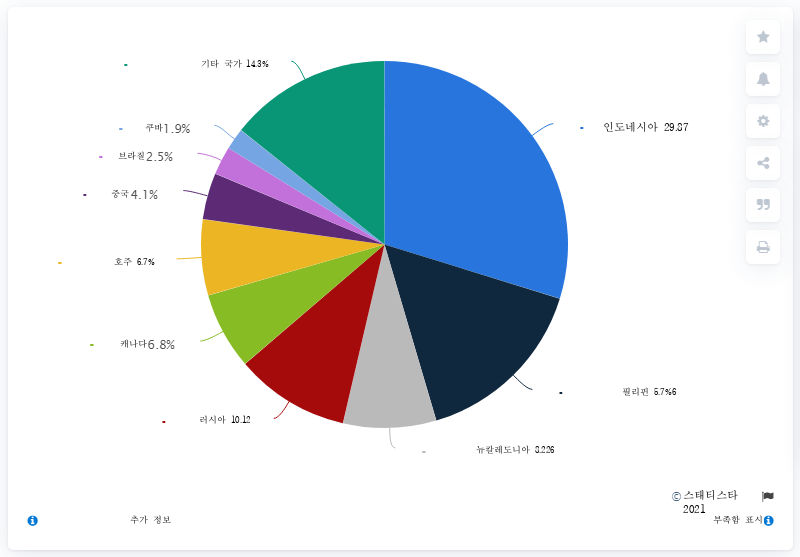 기타 국가 14.3%
쿠바1.9%
인도네시아 29.87
브라질2.5%
중국4.1%
호주 6.7%
캐나다6.8%
필리핀 5.7%6
러시아 10.12
뉴칼레도니아 8.226
©스태티스타
2021
추가 정보
부족함 표시